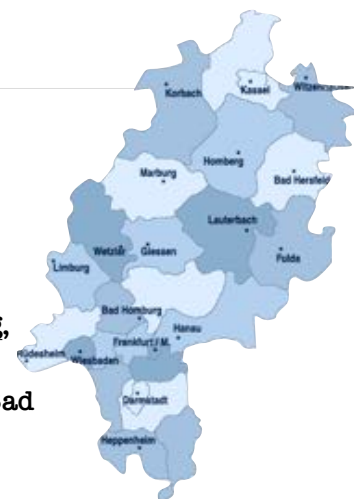 Korbach
Kassel
Witzenhausen
Homberg
Marburg
Bad Hersfeld
Lauterbach
Wetzlar
Giessen
Fulda
Limburg
Bad Homburg
Hanau
Frankfurt / M.
Rüdesheim
Wiesbaden
Darmstadt
Heppenheim